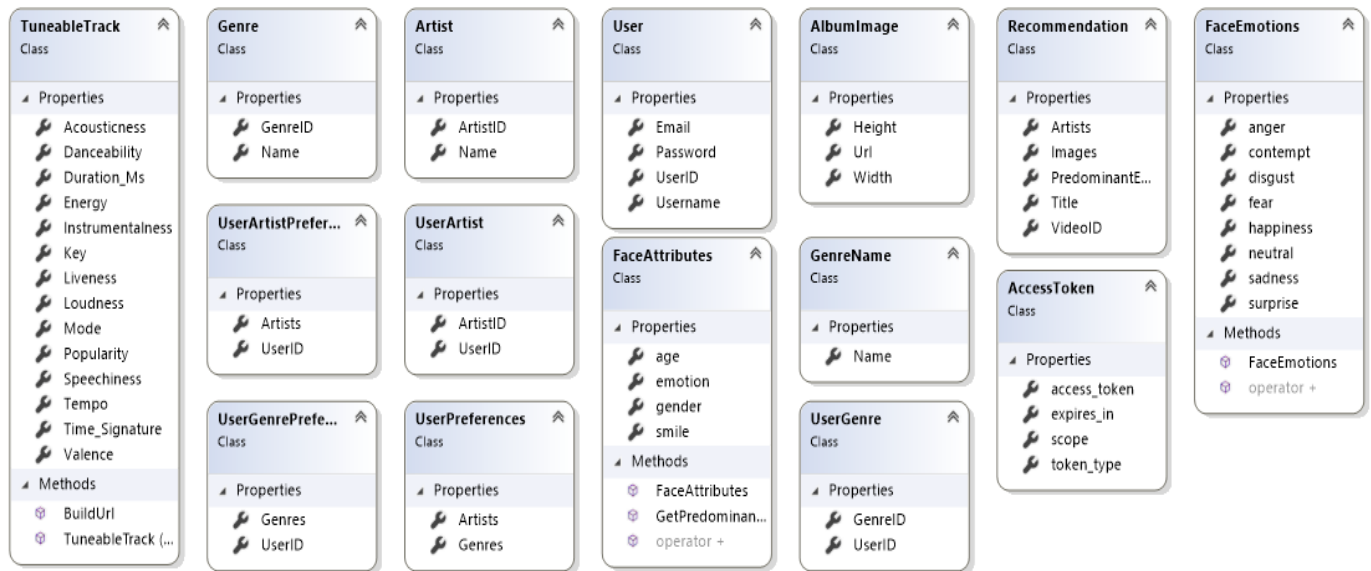 TuneableTrack
Class
Properties
Acousticness
Danceability
Duration_Ms
Energy
Instrumentalness
Key
Liveness
Loudness
Mode
Popularity
Speechiness
Tempo
Time_Signature
Valence
Methods
BuildUrl
TuneableTrack (...
Genre
Class
Properties
GenreID
Name
UserArtistPrefer...
Class
Properties
Artists
UserID
UserGenrePrefe...
Class
Properties
Genres
UserID
Artist
Class
Properties
ArtistID
Name
UserArtist
Class
Properties
ArtistID
UserID
UserPreferences
Class
Properties
Artists
Genres
User
Class
Properties
Email
Password
UserID
Username
FaceAttributes
Class
Properties
age
emotion
gender
smile
Methods
FaceAttributes
GetPredominan...
operator +
AlbumImage
Class
Properties
Height
Url
Width
GenreName
Class
Properties
Name
UserGenre
Class
Properties
GenreID
UserID
Recommendation
Class
Properties
Artists
Images
PredominantE...
Title
VideoID
AccessToken
Class
Properties
access_token
expires_in
scope
token_type
FaceEmotions
Class
Properties
anger
contempt
disgust
fear
happiness
neutral
sadness
surprise
Methods
FaceEmotions
operator +